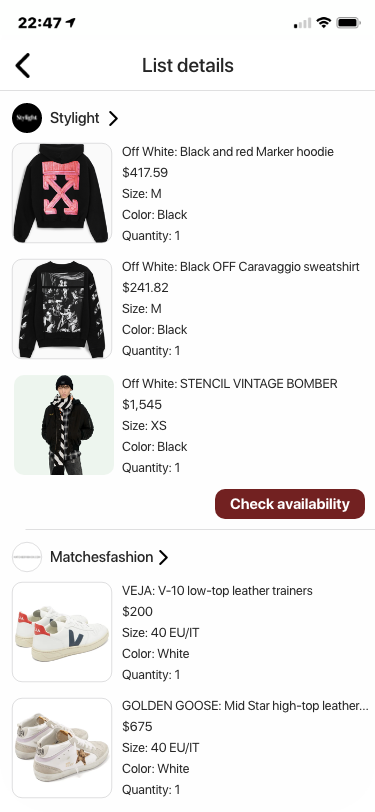 22:47
List details
Stylight
Stylight
Off White: Black and red Marker hoodie
$417.59
Size: M
Color: Black
Quantity: 1
Off White: Black OFF Caravaggio sweatshirt
$241.82
Size: M
Color: Black
Quantity: 1
Off White: STENCIL VINTAGE BOMBER
$1,545
Size: XS
Color: Black
Quantity: 1
Check availability
Matchesfashion
VEJA: V-10 low-top leather trainers
$200
Size: 40 EU/IT
Color: White
Quantity: 1
GOLDEN GOOSE: Mid Star high-top leather...
$675
Size: 40 EU/IT
Color: White
Quantity: 1